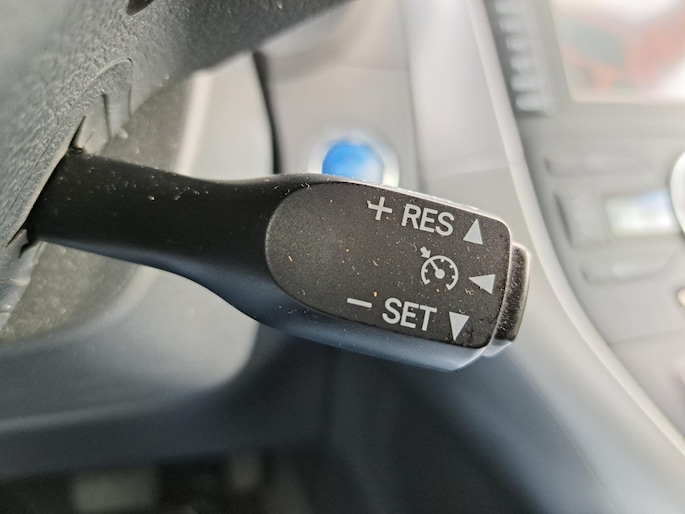 + RES ▲
◀
− SET ▼